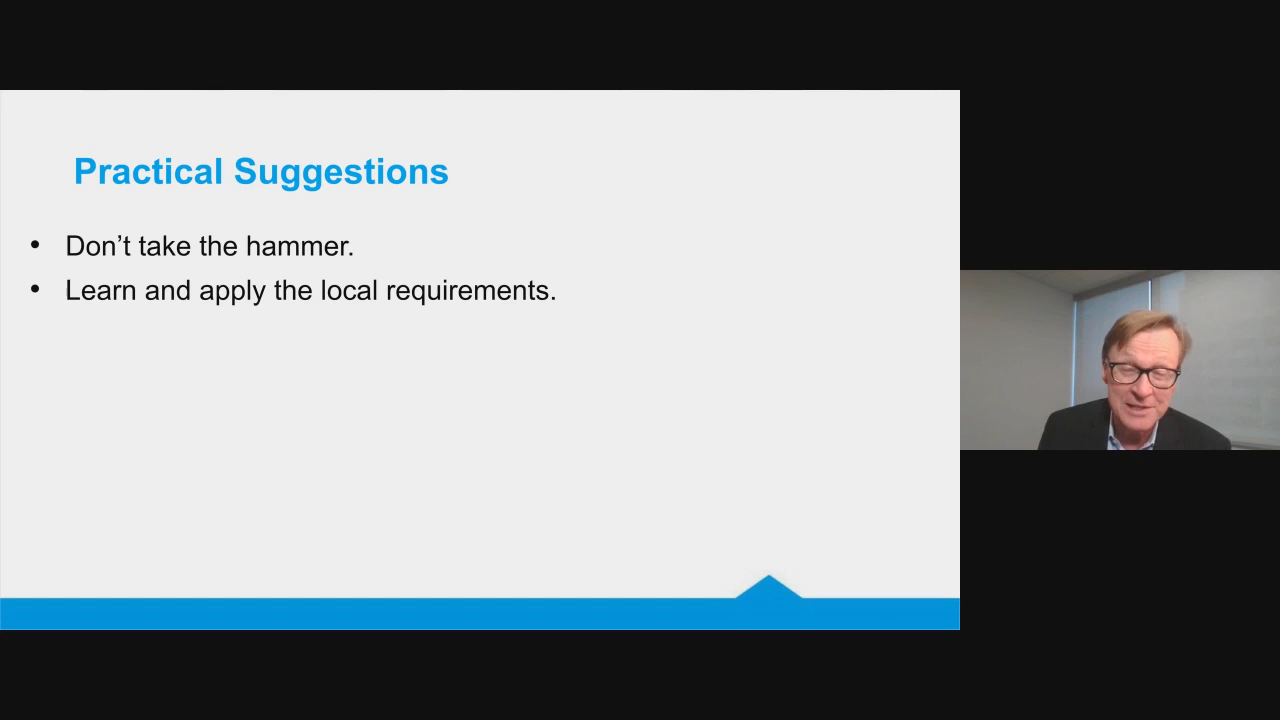 Practical Suggestions
• Don’t take the hammer.
• Learn and apply the local requirements.